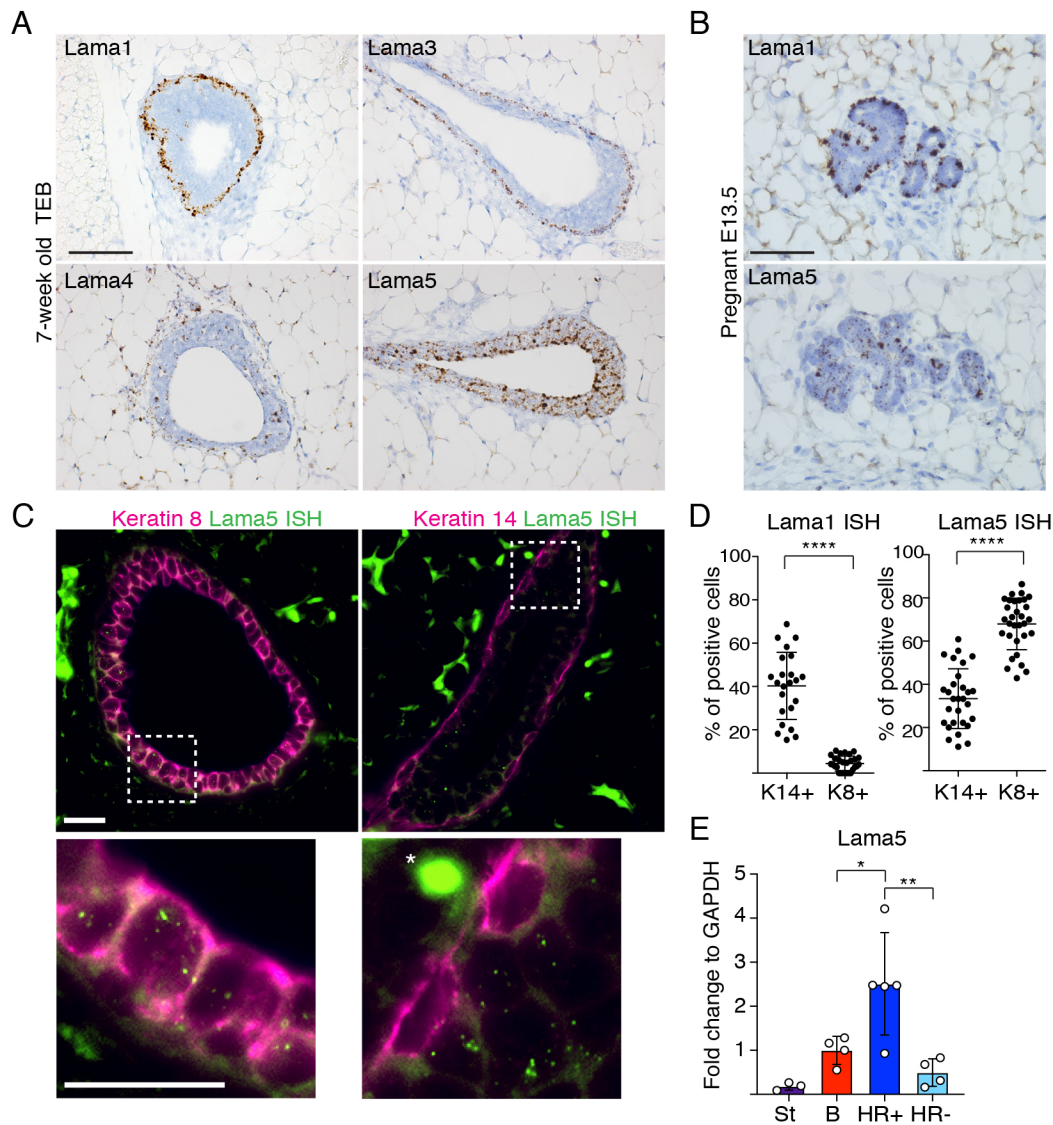 A
Lama1
Lama3
7-week old TEB
Lama4
Lama5
B
Lama1
Pregnant E13.5
Lama5
C
Keratin 8 Lama5 ISH
Keratin 14 Lama5 ISH
*
D
Lama1 ISH
****
% of positive cells
100
80
60
40
20
K14+ K8+
Lama5 ISH
****
% of positive cells
100
80
60
40
20
K14+ K8+
E
Lama5
*
**
Fold change to GAPDH
5
4
3
2
1
St B HR+ HR-